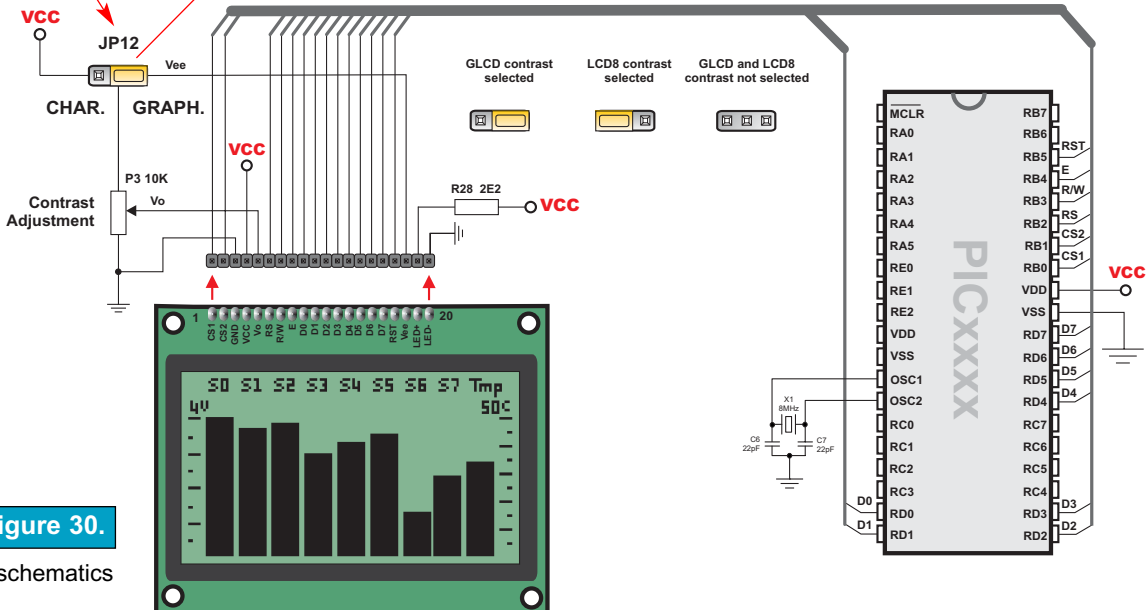 VCC
JP12
Vee
CHAR. GRAPH.
VCC
P3 10K
Vo
Contrast
Adjustment
R28 2E2
VCC
GLCD contrast
selected
LCD8 contrast
selected
GLCD and LCD8
contrast not selected
1
CS1
CS2
GND
VCC
Vo
RS
R/W
E
D0
D1
D2
D3
D4
D5
D6
D7
RST
Vee
LED+
LED-
20
S0 S1 S2 S3 S4 S5 S6 S7 Tmp
4V
50C
PICxxxx
MCLR
RA0
RA1
RA2
RA3
RA4
RA5
RE0
RE1
RE2
VDD
VSS
OSC1
OSC2
RC0
RC1
RC2
RC3
RD0
RD1
RB7
RB6
RB5
RB4
RB3
RB2
RB1
RB0
VDD
VSS
RD7
RD6
RD5
RD4
RC7
RC6
RC5
RC4
RD3
RD2
RST
E
R/W
RS
CS2
CS1
VCC
D7
D6
D5
D4
D3
D2
D0
D1
X1
8MHz
C6
22pF
C7
22pF
igure 30.
schematics